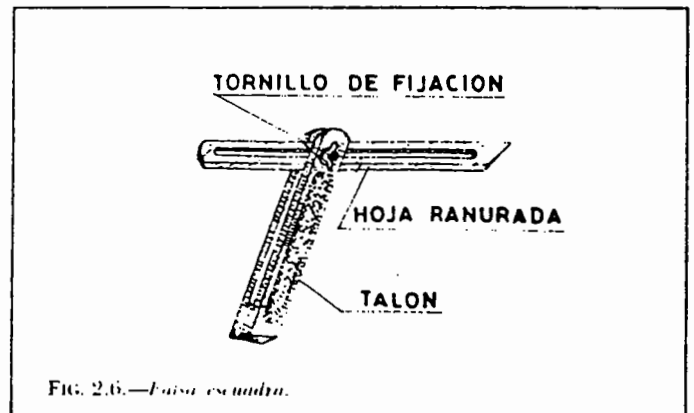 TORNILLO DE FIJACION
HOJA RANURADA
TALON
FIG. 2.6.—Falsa escuadra.